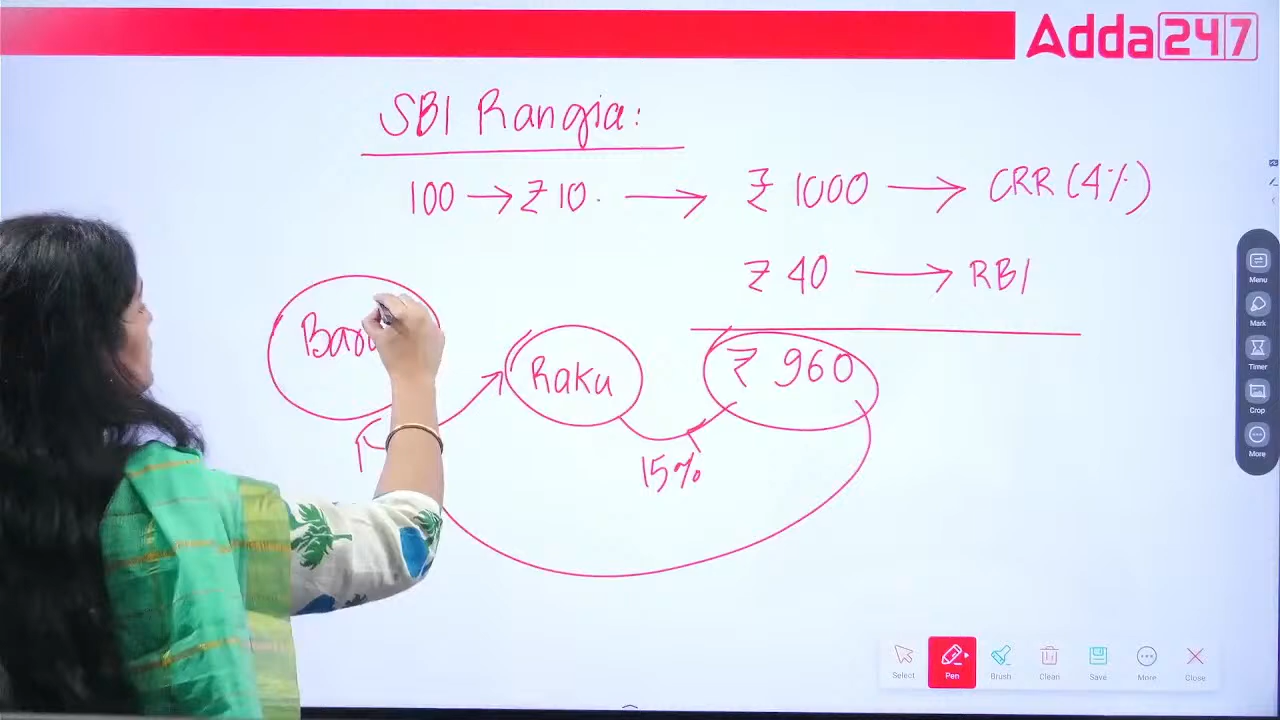 Adda247
SBI Rangia:
100 → ₹10. → ₹ 1000 → CRR (4%)
₹ 40 → RBI
Raku
₹ 960
15%
Menu
Mark
Timer
Crop
More
Select
Pen
Brush
Clean
Save
More
Close